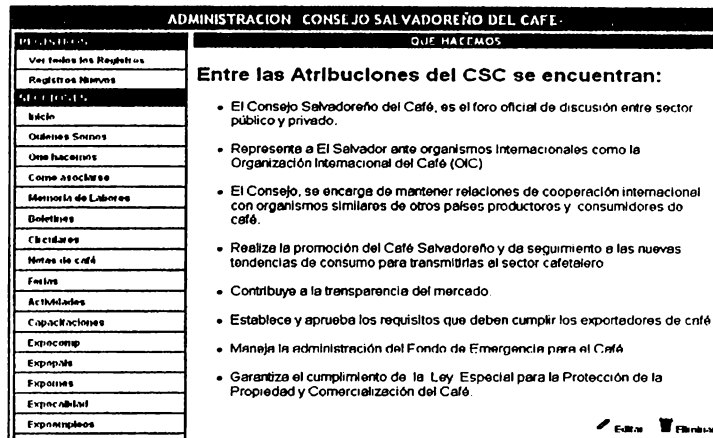 ADMINISTRACION CONSEJO SALVADOREÑO DEL CAFE.
REGISTROS
Ver todos los Registros
Registros Nuevos
SECCIONES
Inicio
Quienes Somos
Que hacemos
Como asociarse
Memoria de Labores
Boletines
Circulares
Notas de café
Ferias
Actividades
Capacitaciones
Expocomp
Expopais
Expomes
Expocalidad
Expoempleos
QUE HACEMOS
Entre las Atribuciones del CSC se encuentran:
• El Consejo Salvadoreño del Café, es el foro oficial de discusión entre sector
público y privado.
• Representa a El Salvador ante organismos Internacionales como la
Organización Internacional del Café (OIC)
• El Consejo, se encarga de mantener relaciones de cooperación internacional
con organismos similares de otros países productores y consumidores de
café.
• Realiza la promoción del Café Salvadoreño y da seguimiento a las nuevas
tendencias de consumo para transmitirlas al sector cafetalero
• Contribuye a la transparencia del mercado.
• Establece y aprueba los requisitos que deben cumplir los exportadores de café
• Maneja la administración del Fondo de Emergencia para el Café
• Garantiza el cumplimiento de la Ley Especial para la Protección de la
Propiedad y Comercialización del Café.
Editar Eliminar